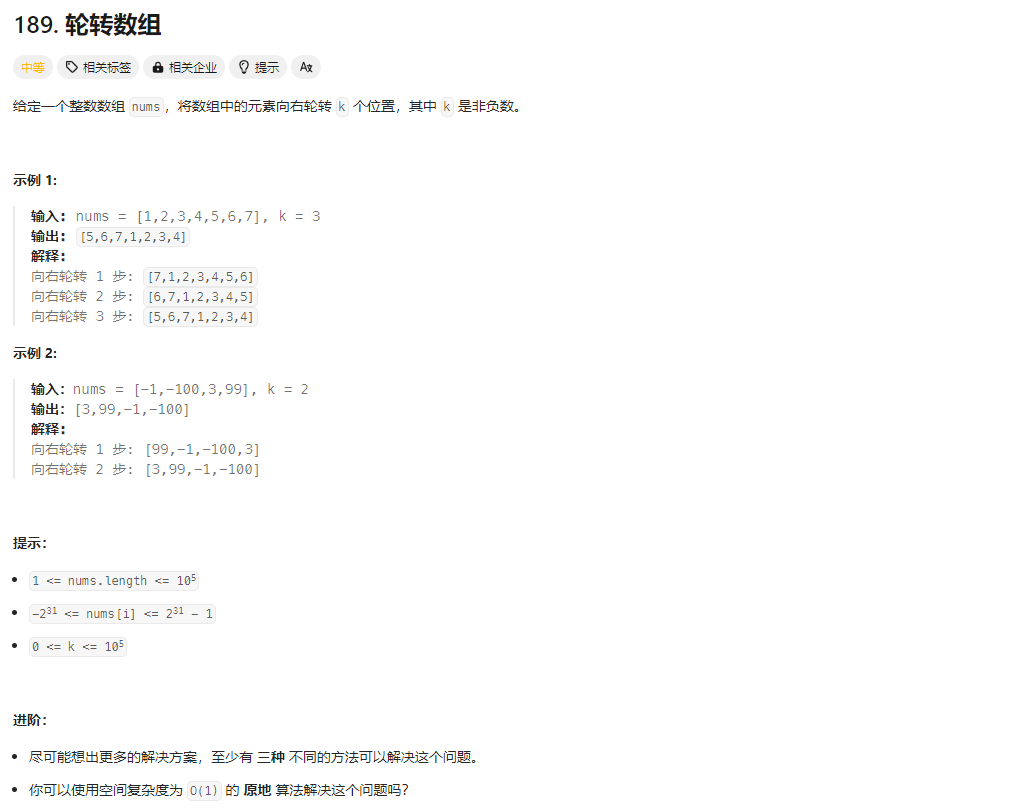 189. 轮转数组
中等 相关标签 相关企业 提示 Aあ
给定一个整数数组 nums，将数组中的元素向右轮转 k 个位置，其中 k 是非负数。
示例 1:
输入: nums = [1,2,3,4,5,6,7], k = 3
输出: [5,6,7,1,2,3,4]
解释:
向右轮转 1 步: [7,1,2,3,4,5,6]
向右轮转 2 步: [6,7,1,2,3,4,5]
向右轮转 3 步: [5,6,7,1,2,3,4]
示例 2:
输入：nums = [-1,-100,3,99], k = 2
输出：[3,99,-1,-100]
解释:
向右轮转 1 步: [99,-1,-100,3]
向右轮转 2 步: [3,99,-1,-100]
提示：
1 <= nums.length <= 10⁵
-2³¹ <= nums[i] <= 2³¹ - 1
0 <= k <= 10⁵
进阶：
尽可能想出更多的解决方案，至少有 三种 不同的方法可以解决这个问题。
你可以使用空间复杂度为 O(1) 的 原地 算法解决这个问题吗？